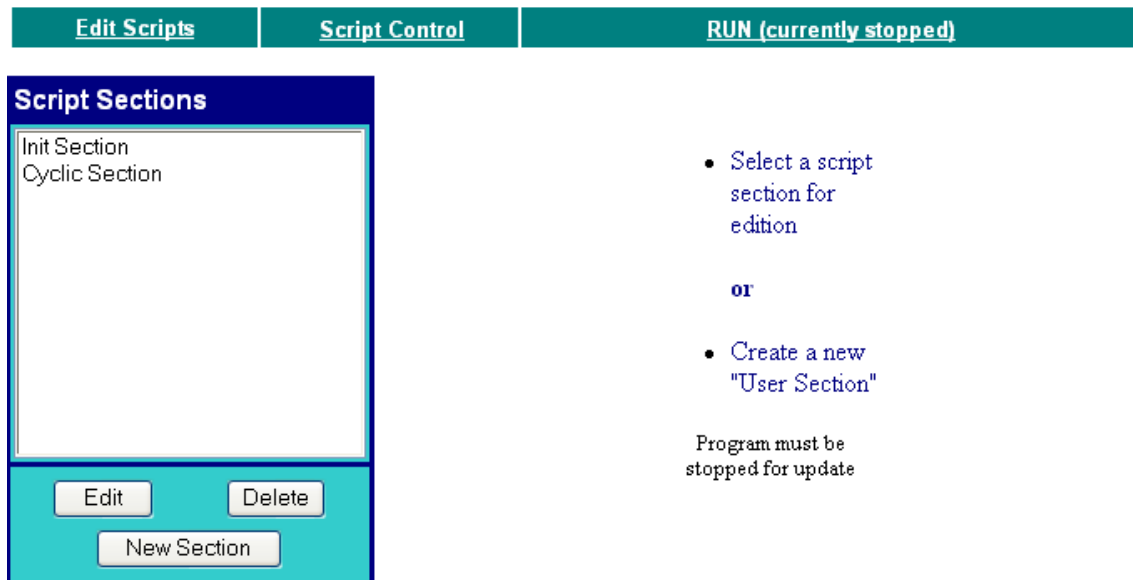 Edit Scripts
Script Control
RUN (currently stopped)
Script Sections
Init Section
Cyclic Section
Edit
Delete
New Section
• Select a script
section for
edition
or
• Create a new
"User Section"
Program must be
stopped for update